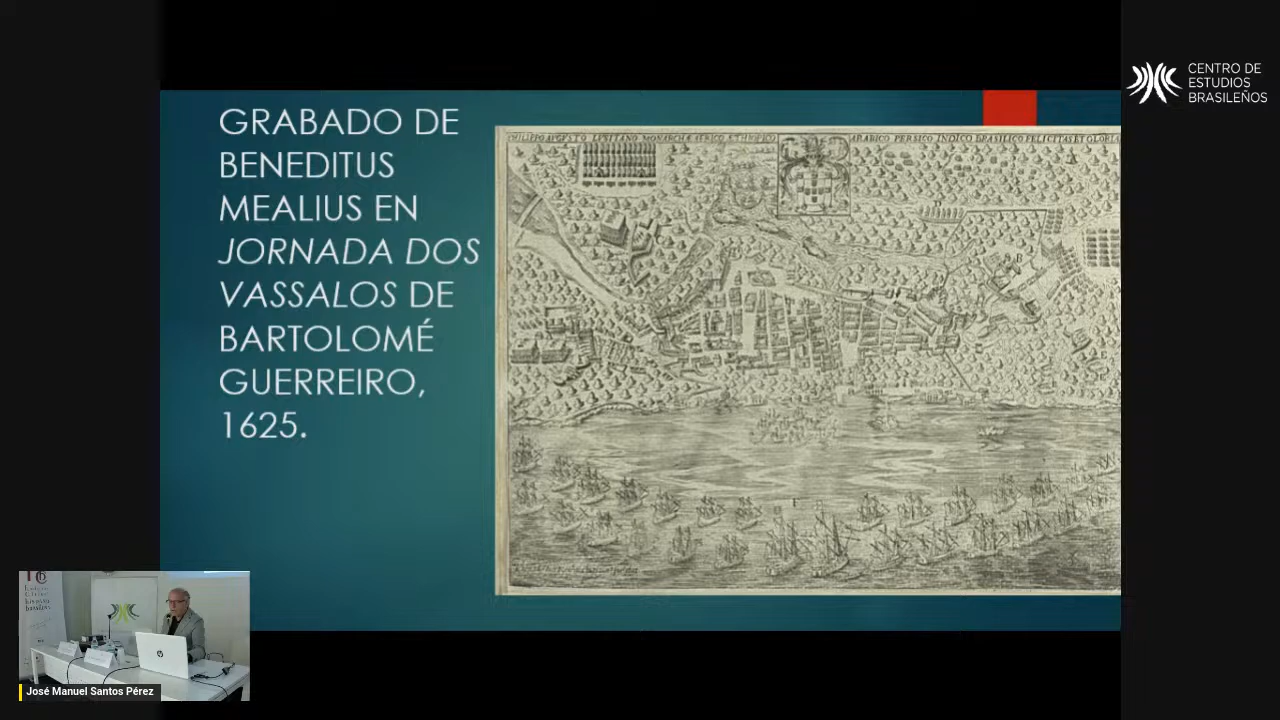 GRABADO DE
BENEDITUS
MEALIUS EN
JORNADA DOS
VASSALOS DE
BARTOLOMÉ
GUERREIRO,
1625.
CENTRO DE
ESTUDIOS
BRASILEÑOS
ARABICO PERSICO INDICO BRASILICO FELICITAS ET
F
José Manuel Santos Pérez